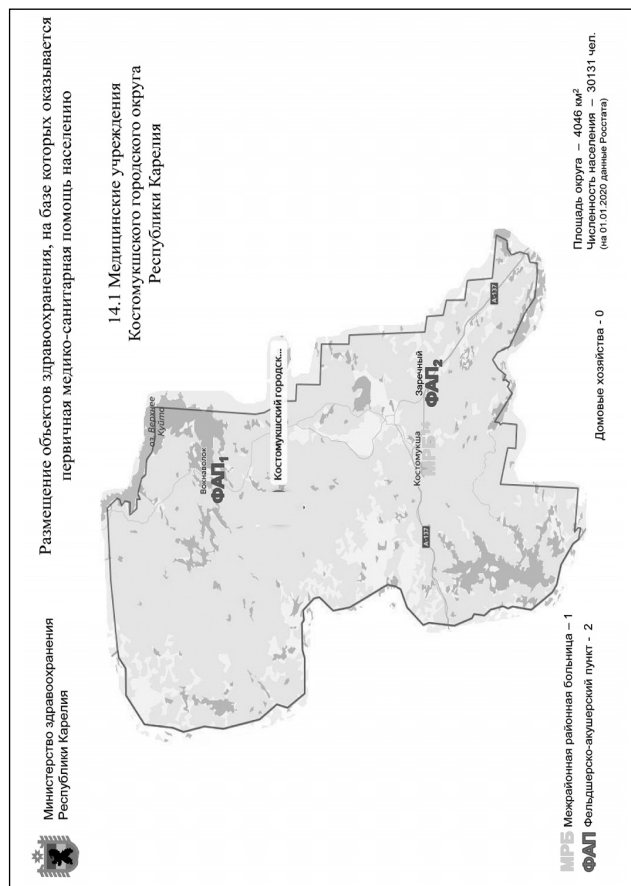 Министерство здравоохранения
Республики Карелия
Размещение объектов здравоохранения, на базе которых оказывается
первичная медико-санитарная помощь населению
14.1 Медицинские учреждения
Костомукшского городского округа
Республики Карелия
оз. Верхнее
Куйто
Вокнаволок
ФАП1
Костомукшский городск...
Костомукша
МРБ
Заречный
ФАП2
А-137
А-137
МРБ Межрайонная районная больница – 1
ФАП Фельдшерско-акушерский пункт - 2
Домовые хозяйства - 0
Площадь округа – 4046 км²
Численность населения – 30131 чел.
(на 01.01.2020 данные Росстата)